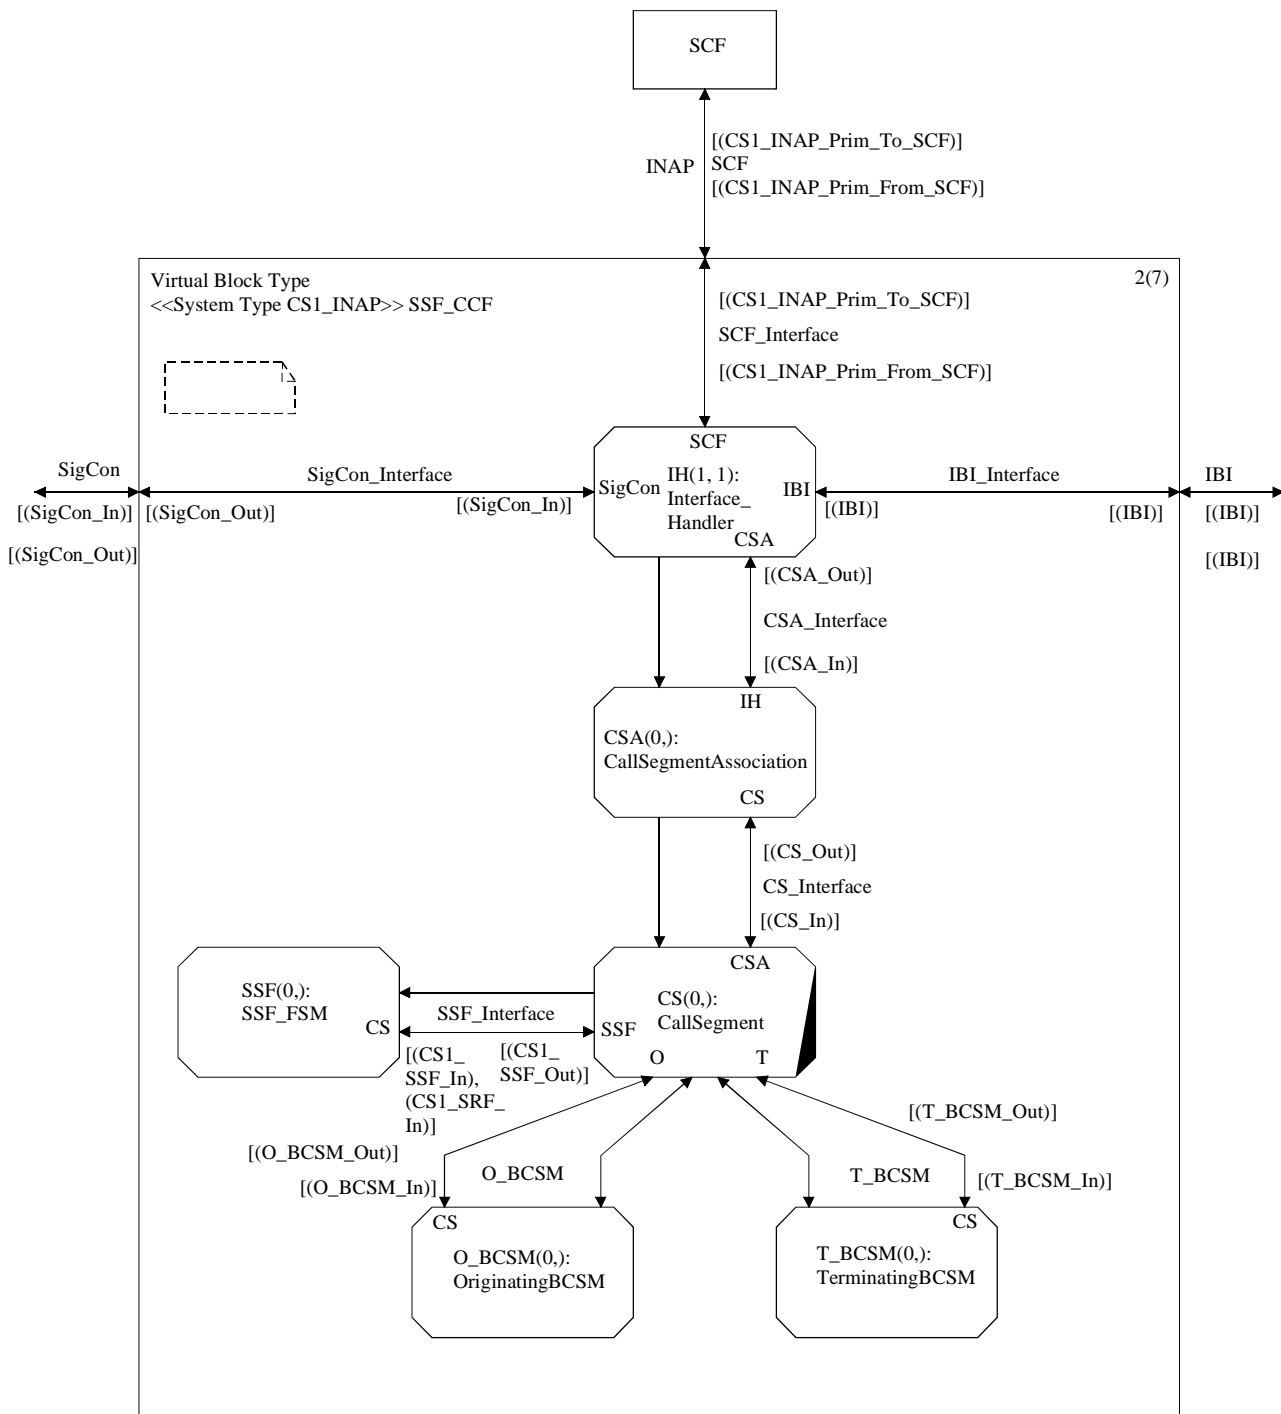 SCF
[(CS1_INAP_Prim_To_SCF)]
INAP
SCF
[(CS1_INAP_Prim_From_SCF)]
Virtual Block Type
<<System Type CS1_INAP>> SSF_CCF
2(7)
[(CS1_INAP_Prim_To_SCF)]
SCF_Interface
[(CS1_INAP_Prim_From_SCF)]
SCF
SigCon
SigCon_Interface
IH(1, 1):
Interface_
Handler
SigCon
IBI
IBI_Interface
IBI
[(SigCon_In)]
[(SigCon_Out)]
[(SigCon_In)]
[(IBI)]
[(IBI)]
[(IBI)]
[(SigCon_Out)]
[(IBI)]
CSA
[(CSA_Out)]
CSA_Interface
[(CSA_In)]
IH
CSA(0,):
CallSegmentAssociation
CS
[(CS_Out)]
CS_Interface
[(CS_In)]
CSA
SSF(0,):
SSF_FSM
CS
SSF_Interface
SSF
CS(0,):
CallSegment
O
T
[(CS1_
SSF_In),
(CS1_SRF_
In)]
[(CS1_
SSF_Out)]
[(T_BCSM_Out)]
[(O_BCSM_Out)]
O_BCSM
T_BCSM
[(O_BCSM_In)]
[(T_BCSM_In)]
CS
O_BCSM(0,):
OriginatingBCSM
CS
T_BCSM(0,):
TerminatingBCSM